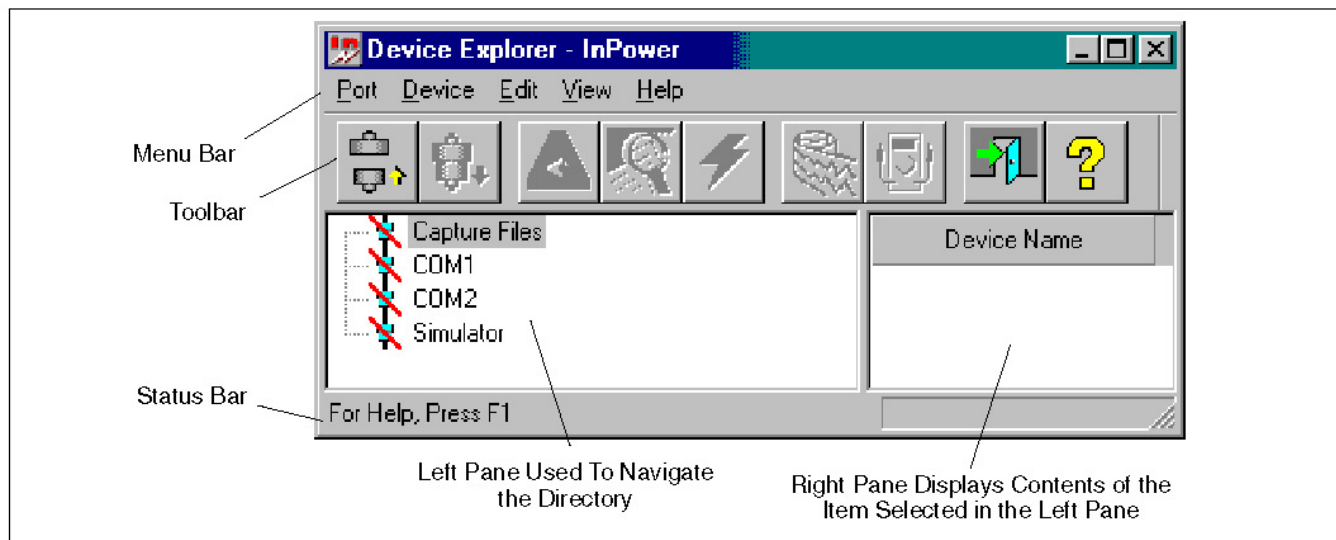 Device Explorer - InPower
Port Device Edit View Help
Menu Bar
Toolbar
Capture Files
COM1
COM2
Simulator
Device Name
Status Bar
For Help, Press F1
Left Pane Used To Navigate
the Directory
Right Pane Displays Contents of the
Item Selected in the Left Pane